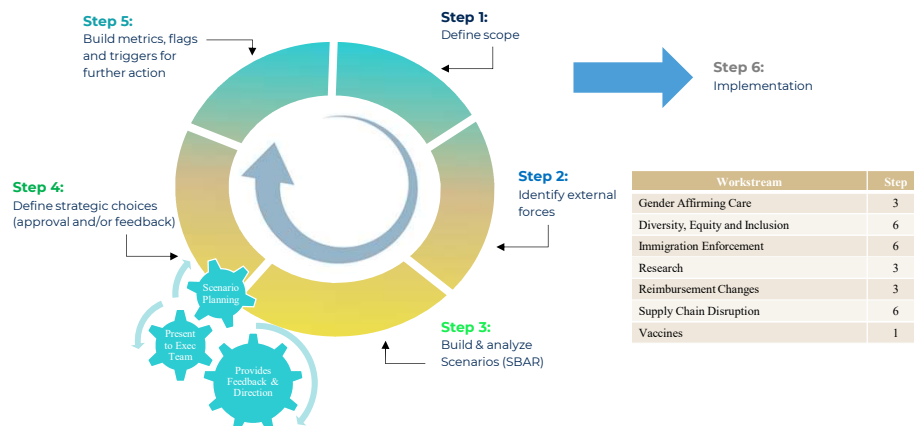 Step 1:
Define scope
Step 2:
Identify external
forces
Step 3:
Build & analyze
Scenarios (SBAR)
Step 4:
Define strategic choices
(approval and/or feedback)
Step 5:
Build metrics, flags
and triggers for
further action
Step 6:
Implementation
Scenario
Planning
Present
to Exec
Team
Provides
Feedback &
Direction
Workstream Step
Gender Affirming Care 3
Diversity, Equity and Inclusion 6
Immigration Enforcement 6
Research 3
Reimbursement Changes 3
Supply Chain Disruption 6
Vaccines 1